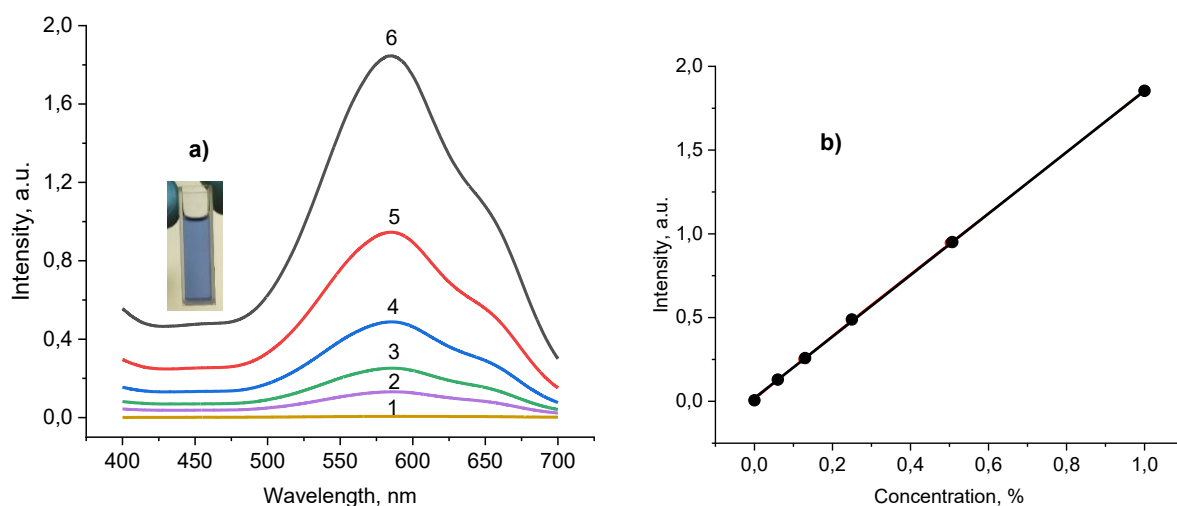 2,0
1,6
1,2
0,8
0,4
0,0
Intensity, a.u.
a)
6
5
4
3
2
1
400 450 500 550 600 650 700
Wavelength, nm
2,0
1,5
1,0
0,5
0,0
Intensity, a.u.
b)
0,0 0,2 0,4 0,6 0,8 1,0
Concentration, %